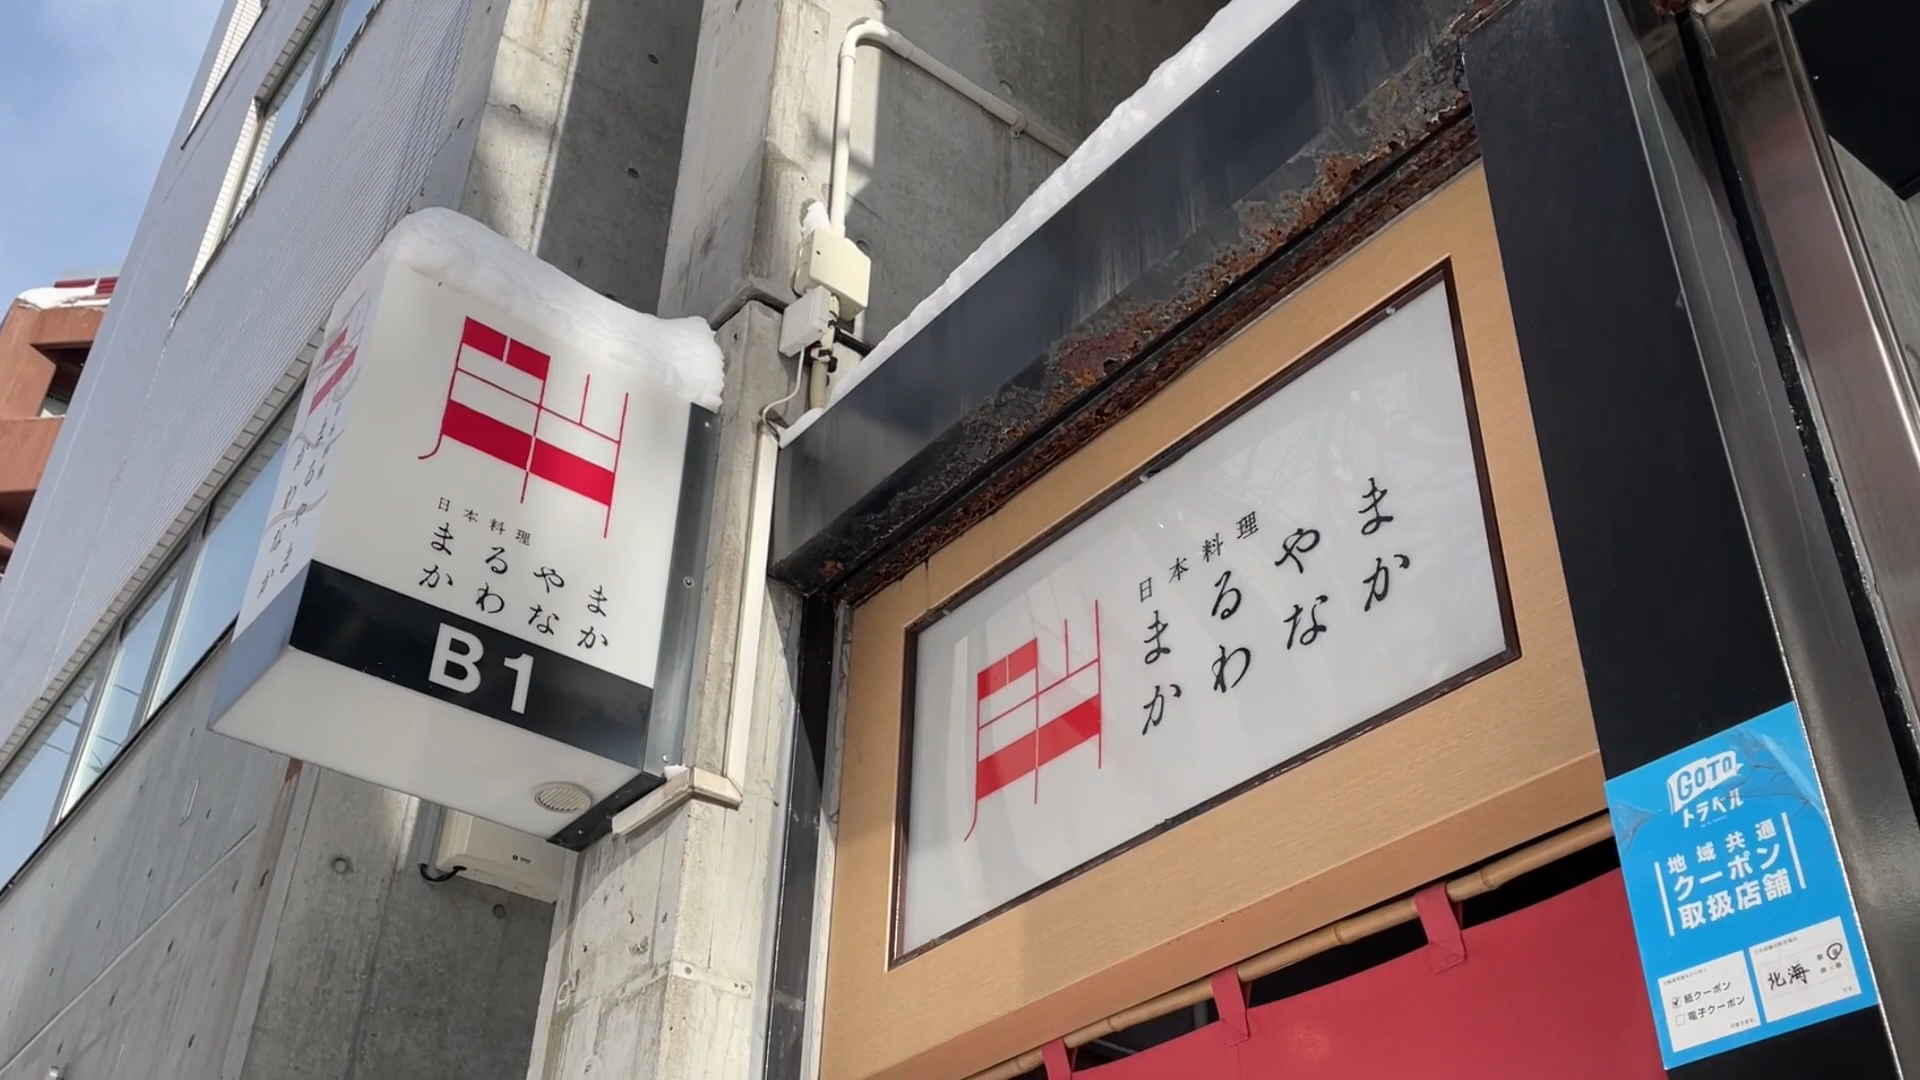 日本料理
まるやま
かわなか
B1
日本料理
まるやま
かわなか
GOTO
トラベル
地域共通
クーポン
取扱店舗
紙クーポン
電子クーポン
北海